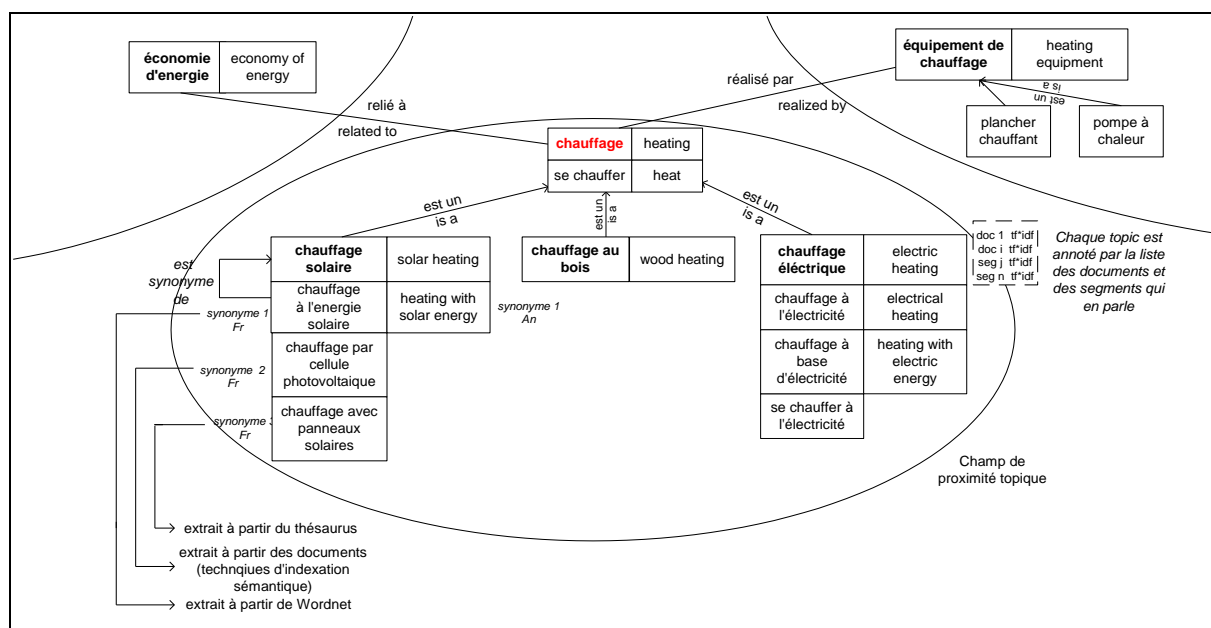 économie
d'energie
economy of
energy
équipement de
chauffage
heating
equipment
réalisé par
realized by
est un
is a
plancher
chauffant
pompe à
chaleur
relié à
related to
chauffage
heating
se chauffer
heat
est un
is a
est un
is a
est un
is a
chauffage
solaire
solar heating
chauffage
à l'energie
solaire
heating with
solar energy
chauffage par
cellule
photovoltaique
chauffage avec
panneaux
solaires
est
synonyme
de
synonyme 1
Fr
synonyme 1
An
synonyme 2
Fr
synonyme 3
Fr
chauffage au
bois
wood heating
chauffage
éléctrique
electric
heating
chauffage à
l'électricité
electrical
heating
chauffage à
base
d'électricité
heating with
electric
energy
se chauffer à
l'électricité
doc 1 tf*idf
doc i tf*idf
seg j tf*idf
seg n tf*idf
Chaque topic est
annoté par la liste
des documents et
des segments qui
en parle
Champ de
proximité topique
extrait à partir du thésaurus
extrait à partir des documents
(technqiues d'indexation
sémantique)
extrait à partir de Wordnet